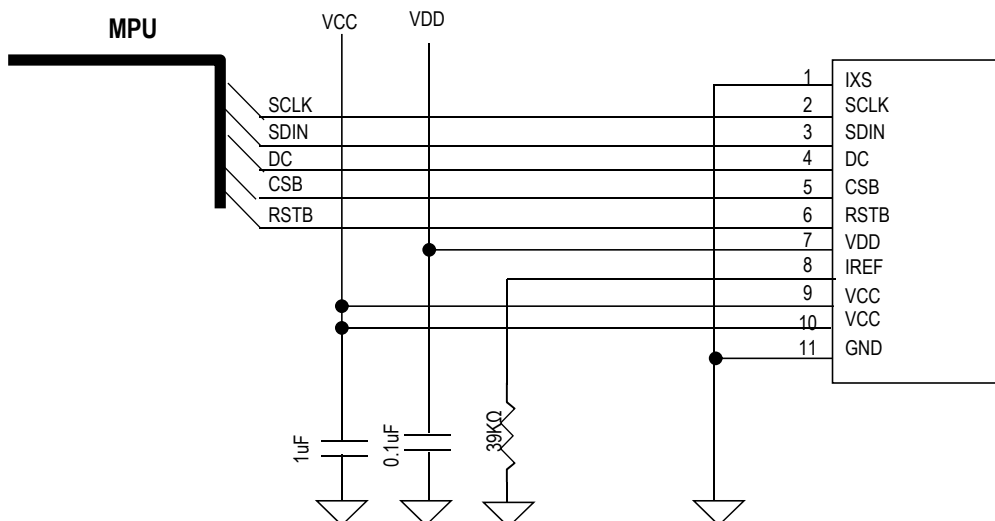 MPU
VCC
VDD
SCLK
SDIN
DC
CSB
RSTB
1 IXS
2 SCLK
3 SDIN
4 DC
5 CSB
6 RSTB
7 VDD
8 IREF
9 VCC
10 VCC
11 GND
1uF
0.1uF
39KΩ